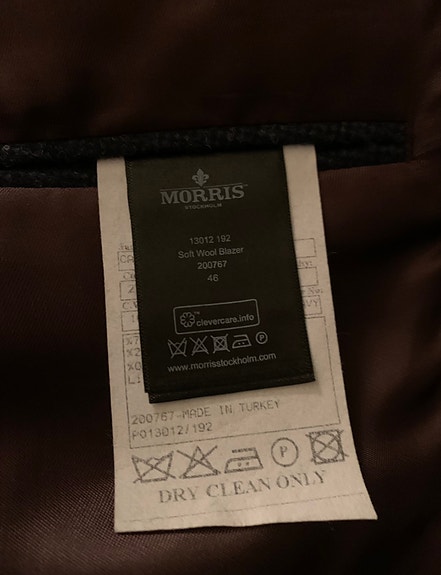 MORRIS
STOCKHOLM
13012 192
Soft Wool Blazer
200767
46
clevercare.info
www.morrisstockholm.com
200767-MADE IN TURKEY
P013012/192
P
DRY CLEAN ONLY